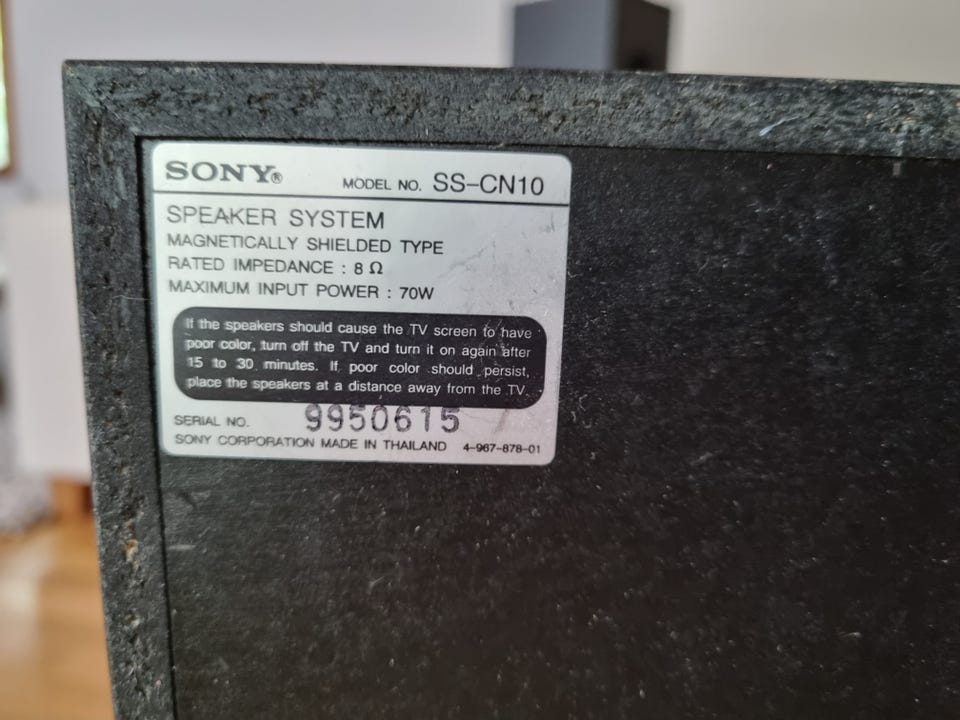 SONY®
MODEL NO. SS-CN10
SPEAKER SYSTEM
MAGNETICALLY SHIELDED TYPE
RATED IMPEDANCE : 8 Ω
MAXIMUM INPUT POWER : 70W
If the speakers should cause the TV screen to have
poor color, turn off the TV and turn it on again after
15 to 30 minutes. If poor color should persist,
place the speakers at a distance away from the TV.
SERIAL NO. 9950615
SONY CORPORATION MADE IN THAILAND 4-967-878-01